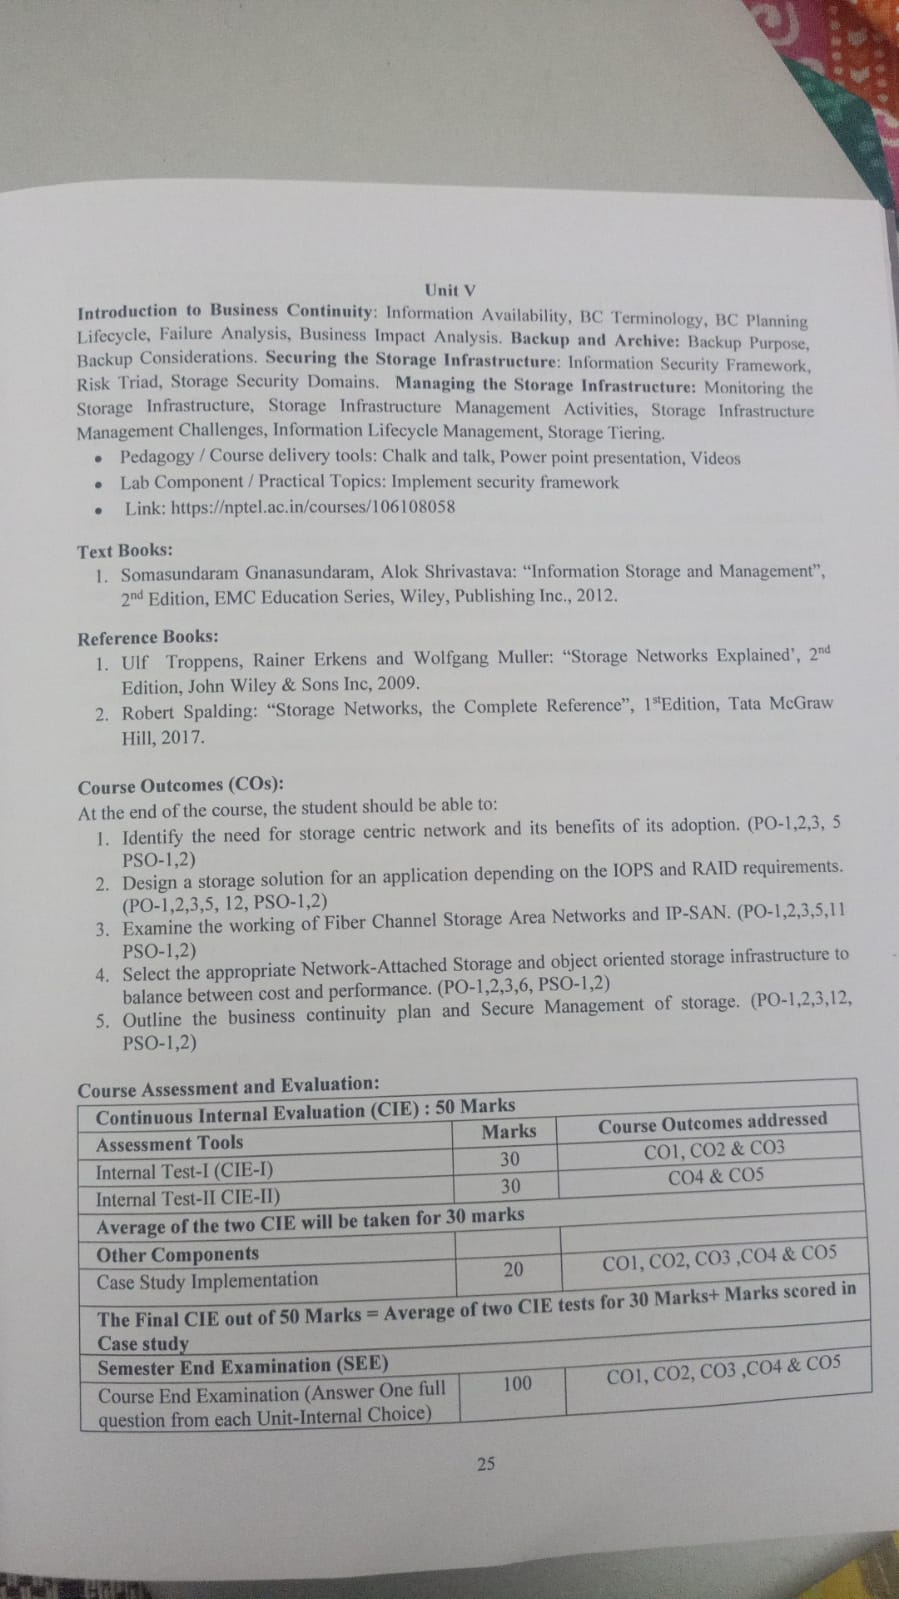 Unit V
Introduction to Business Continuity: Information Availability, BC Terminology, BC Planning
Lifecycle, Failure Analysis, Business Impact Analysis. Backup and Archive: Backup Purpose,
Backup Considerations. Securing the Storage Infrastructure: Information Security Framework,
Risk Triad, Storage Security Domains. Managing the Storage Infrastructure: Monitoring the
Storage Infrastructure, Storage Infrastructure Management Activities, Storage Infrastructure
Management Challenges, Information Lifecycle Management, Storage Tiering.
• Pedagogy / Course delivery tools: Chalk and talk, Power point presentation, Videos
• Lab Component / Practical Topics: Implement security framework
• Link: https://nptel.ac.in/courses/106108058
Text Books:
1. Somasundaram Gnanasundaram, Alok Shrivastava: “Information Storage and Management”,
2nd Edition, EMC Education Series, Wiley, Publishing Inc., 2012.
Reference Books:
1. Ulf Troppens, Rainer Erkens and Wolfgang Muller: “Storage Networks Explained’, 2nd
Edition, John Wiley & Sons Inc, 2009.
2. Robert Spalding: “Storage Networks, the Complete Reference”, 1stEdition, Tata McGraw
Hill, 2017.
Course Outcomes (COs):
At the end of the course, the student should be able to:
1. Identify the need for storage centric network and its benefits of its adoption. (PO-1,2,3, 5
PSO-1,2)
2. Design a storage solution for an application depending on the IOPS and RAID requirements.
(PO-1,2,3,5, 12, PSO-1,2)
3. Examine the working of Fiber Channel Storage Area Networks and IP-SAN. (PO-1,2,3,5,11
PSO-1,2)
4. Select the appropriate Network-Attached Storage and object oriented storage infrastructure to
balance between cost and performance. (PO-1,2,3,6, PSO-1,2)
5. Outline the business continuity plan and Secure Management of storage. (PO-1,2,3,12,
PSO-1,2)
Course Assessment and Evaluation:
Continuous Internal Evaluation (CIE) : 50 Marks
Assessment Tools Marks Course Outcomes addressed
Internal Test-I (CIE-I) 30 CO1, CO2 & CO3
Internal Test-II CIE-II) 30 CO4 & CO5
Average of the two CIE will be taken for 30 marks
Other Components
Case Study Implementation 20 CO1, CO2, CO3 ,CO4 & CO5
The Final CIE out of 50 Marks = Average of two CIE tests for 30 Marks+ Marks scored in
Case study
Semester End Examination (SEE)
Course End Examination (Answer One full 100 CO1, CO2, CO3 ,CO4 & CO5
question from each Unit-Internal Choice)
25